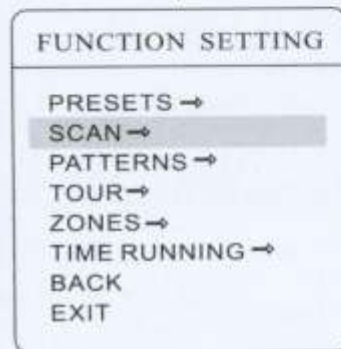 FUNCTION SETTING
PRESETS⇒
SCAN⇒
PATTERNS⇒
TOUR⇒
ZONES⇒
TIME RUNNING⇒
BACK
EXIT